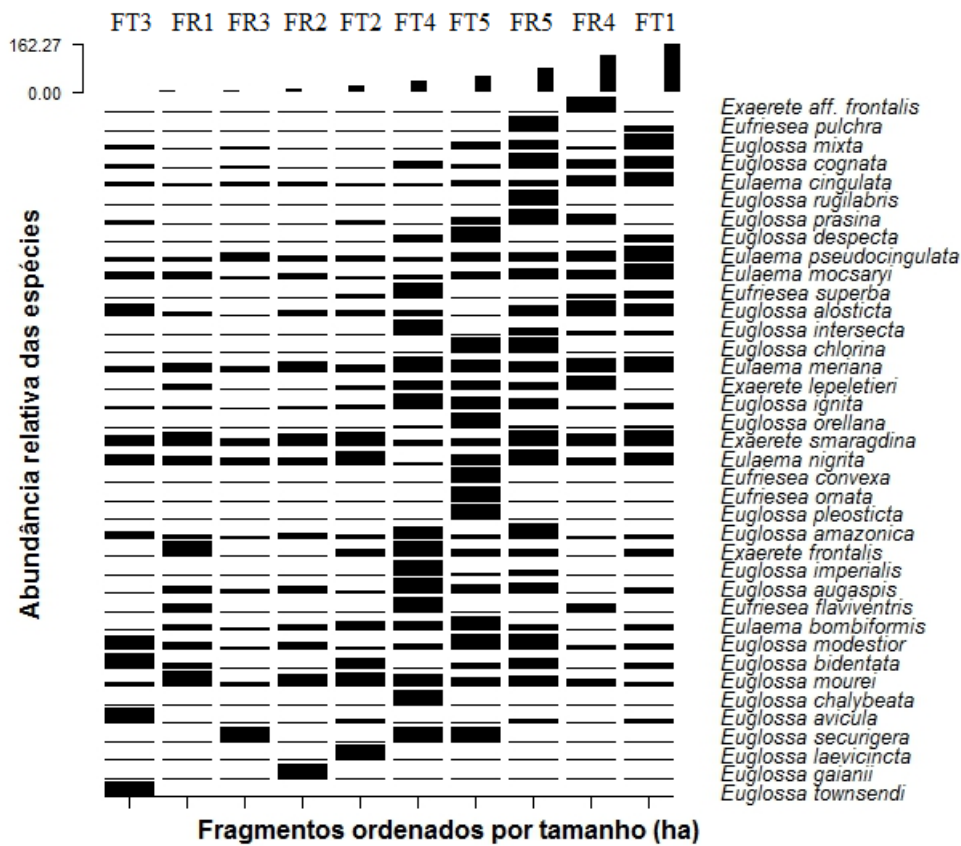 FT3 FR1 FR3 FR2 FT2 FT4 FT5 FR5 FR4 FT1
162.27
0.00
Abundância relativa das espécies
Exaerete aff. frontalis
Eufriesea pulchra
Euglossa mixta
Euglossa cognata
Eulaema cingulata
Euglossa rugilabris
Euglossa prasina
Euglossa despecta
Eulaema pseudocingulata
Eulaema mocsaryi
Eufriesea superba
Euglossa alosticta
Euglossa intersecta
Euglossa chlorina
Eulaema meriana
Exaerete lepeletieri
Euglossa ignita
Euglossa orellana
Exaerete smaragdina
Eulaema nigrita
Eufriesea convexa
Eufriesea ornata
Euglossa pleosticta
Euglossa amazonica
Exaerete frontalis
Euglossa imperialis
Euglossa augaspis
Eufriesea flaviventris
Eulaema bombiformis
Euglossa modestior
Euglossa bidentata
Euglossa mourei
Euglossa chalybeata
Euglossa avicula
Euglossa securigera
Euglossa laevicincta
Euglossa gaianii
Euglossa townsendi
Fragmentos ordenados por tamanho (ha)